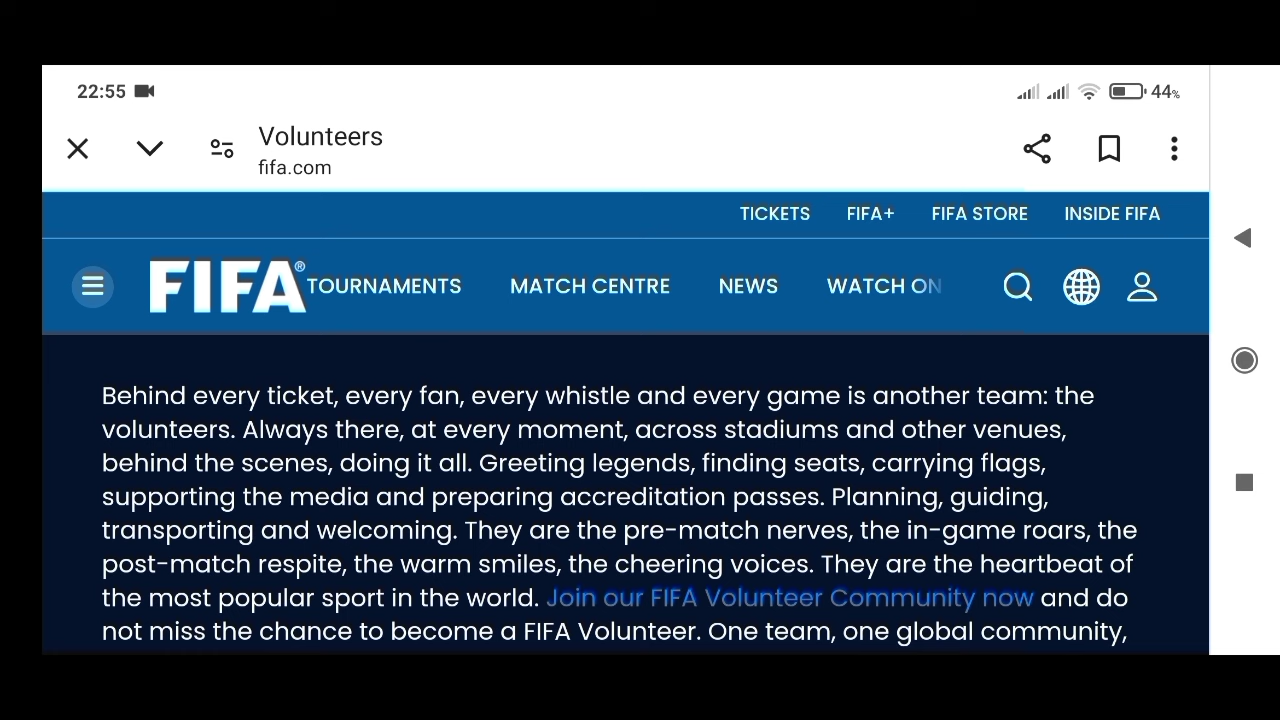 22:55
44%
Volunteers
fifa.com
TICKETS FIFA+ FIFA STORE INSIDE FIFA
FIFA® TOURNAMENTS MATCH CENTRE NEWS WATCH ON
Behind every ticket, every fan, every whistle and every game is another team: the
volunteers. Always there, at every moment, across stadiums and other venues,
behind the scenes, doing it all. Greeting legends, finding seats, carrying flags,
supporting the media and preparing accreditation passes. Planning, guiding,
transporting and welcoming. They are the pre-match nerves, the in-game roars, the
post-match respite, the warm smiles, the cheering voices. They are the heartbeat of
the most popular sport in the world. Join our FIFA Volunteer Community now and do
not miss the chance to become a FIFA Volunteer. One team, one global community,